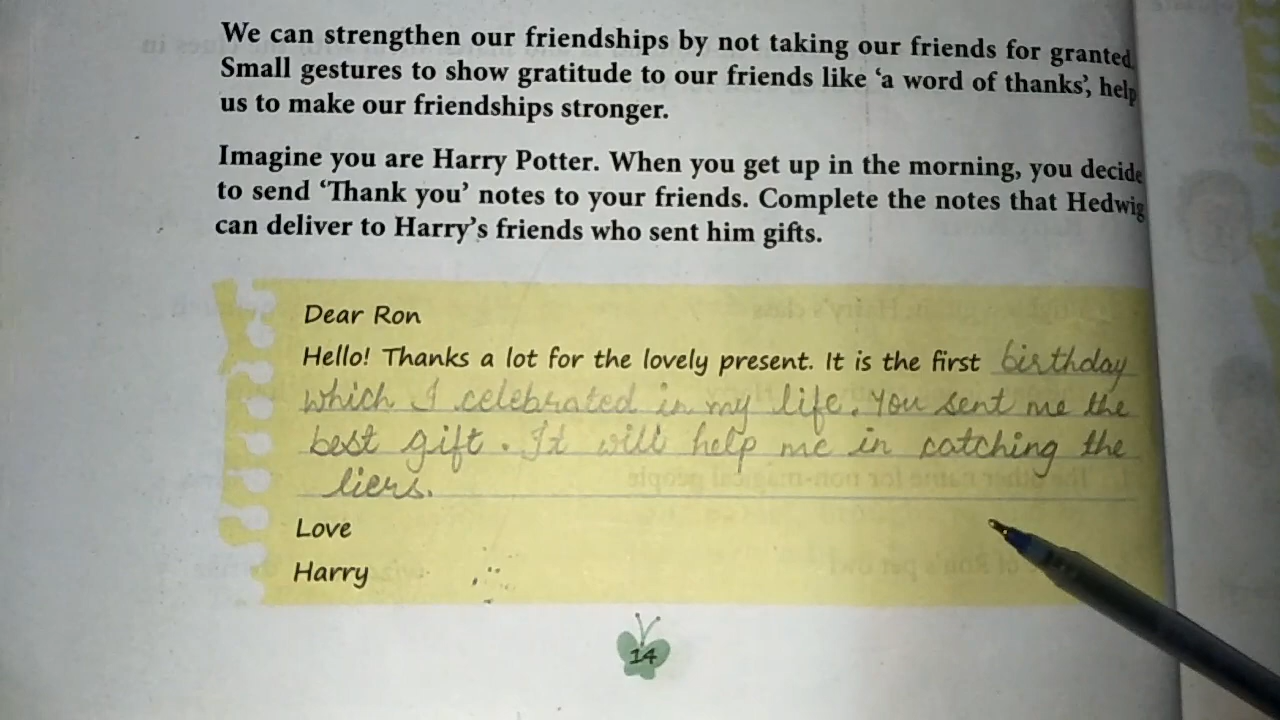 We can strengthen our friendships by not taking our friends for granted.
Small gestures to show gratitude to our friends like ‘a word of thanks’, help
us to make our friendships stronger.
Imagine you are Harry Potter. When you get up in the morning, you decide
to send ‘Thank you’ notes to your friends. Complete the notes that Hedwig
can deliver to Harry’s friends who sent him gifts.
Dear Ron
Hello! Thanks a lot for the lovely present. It is the first birthday
which I celebrated in my life. You sent me the
best gift. It will help me in catching the
liers.
Love
Harry
14